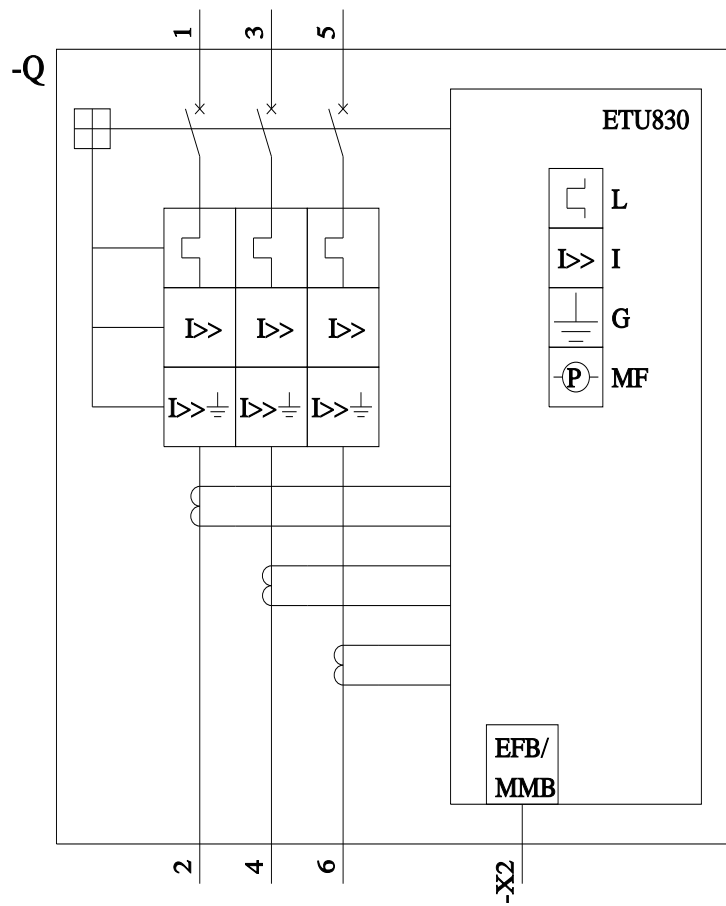 1 3 5
-Q
ETU830
L
I>> I
G
P MF
I>> I>> I>>
I>> I>> I>>
EFB/
MMB
2 4 6
-X2